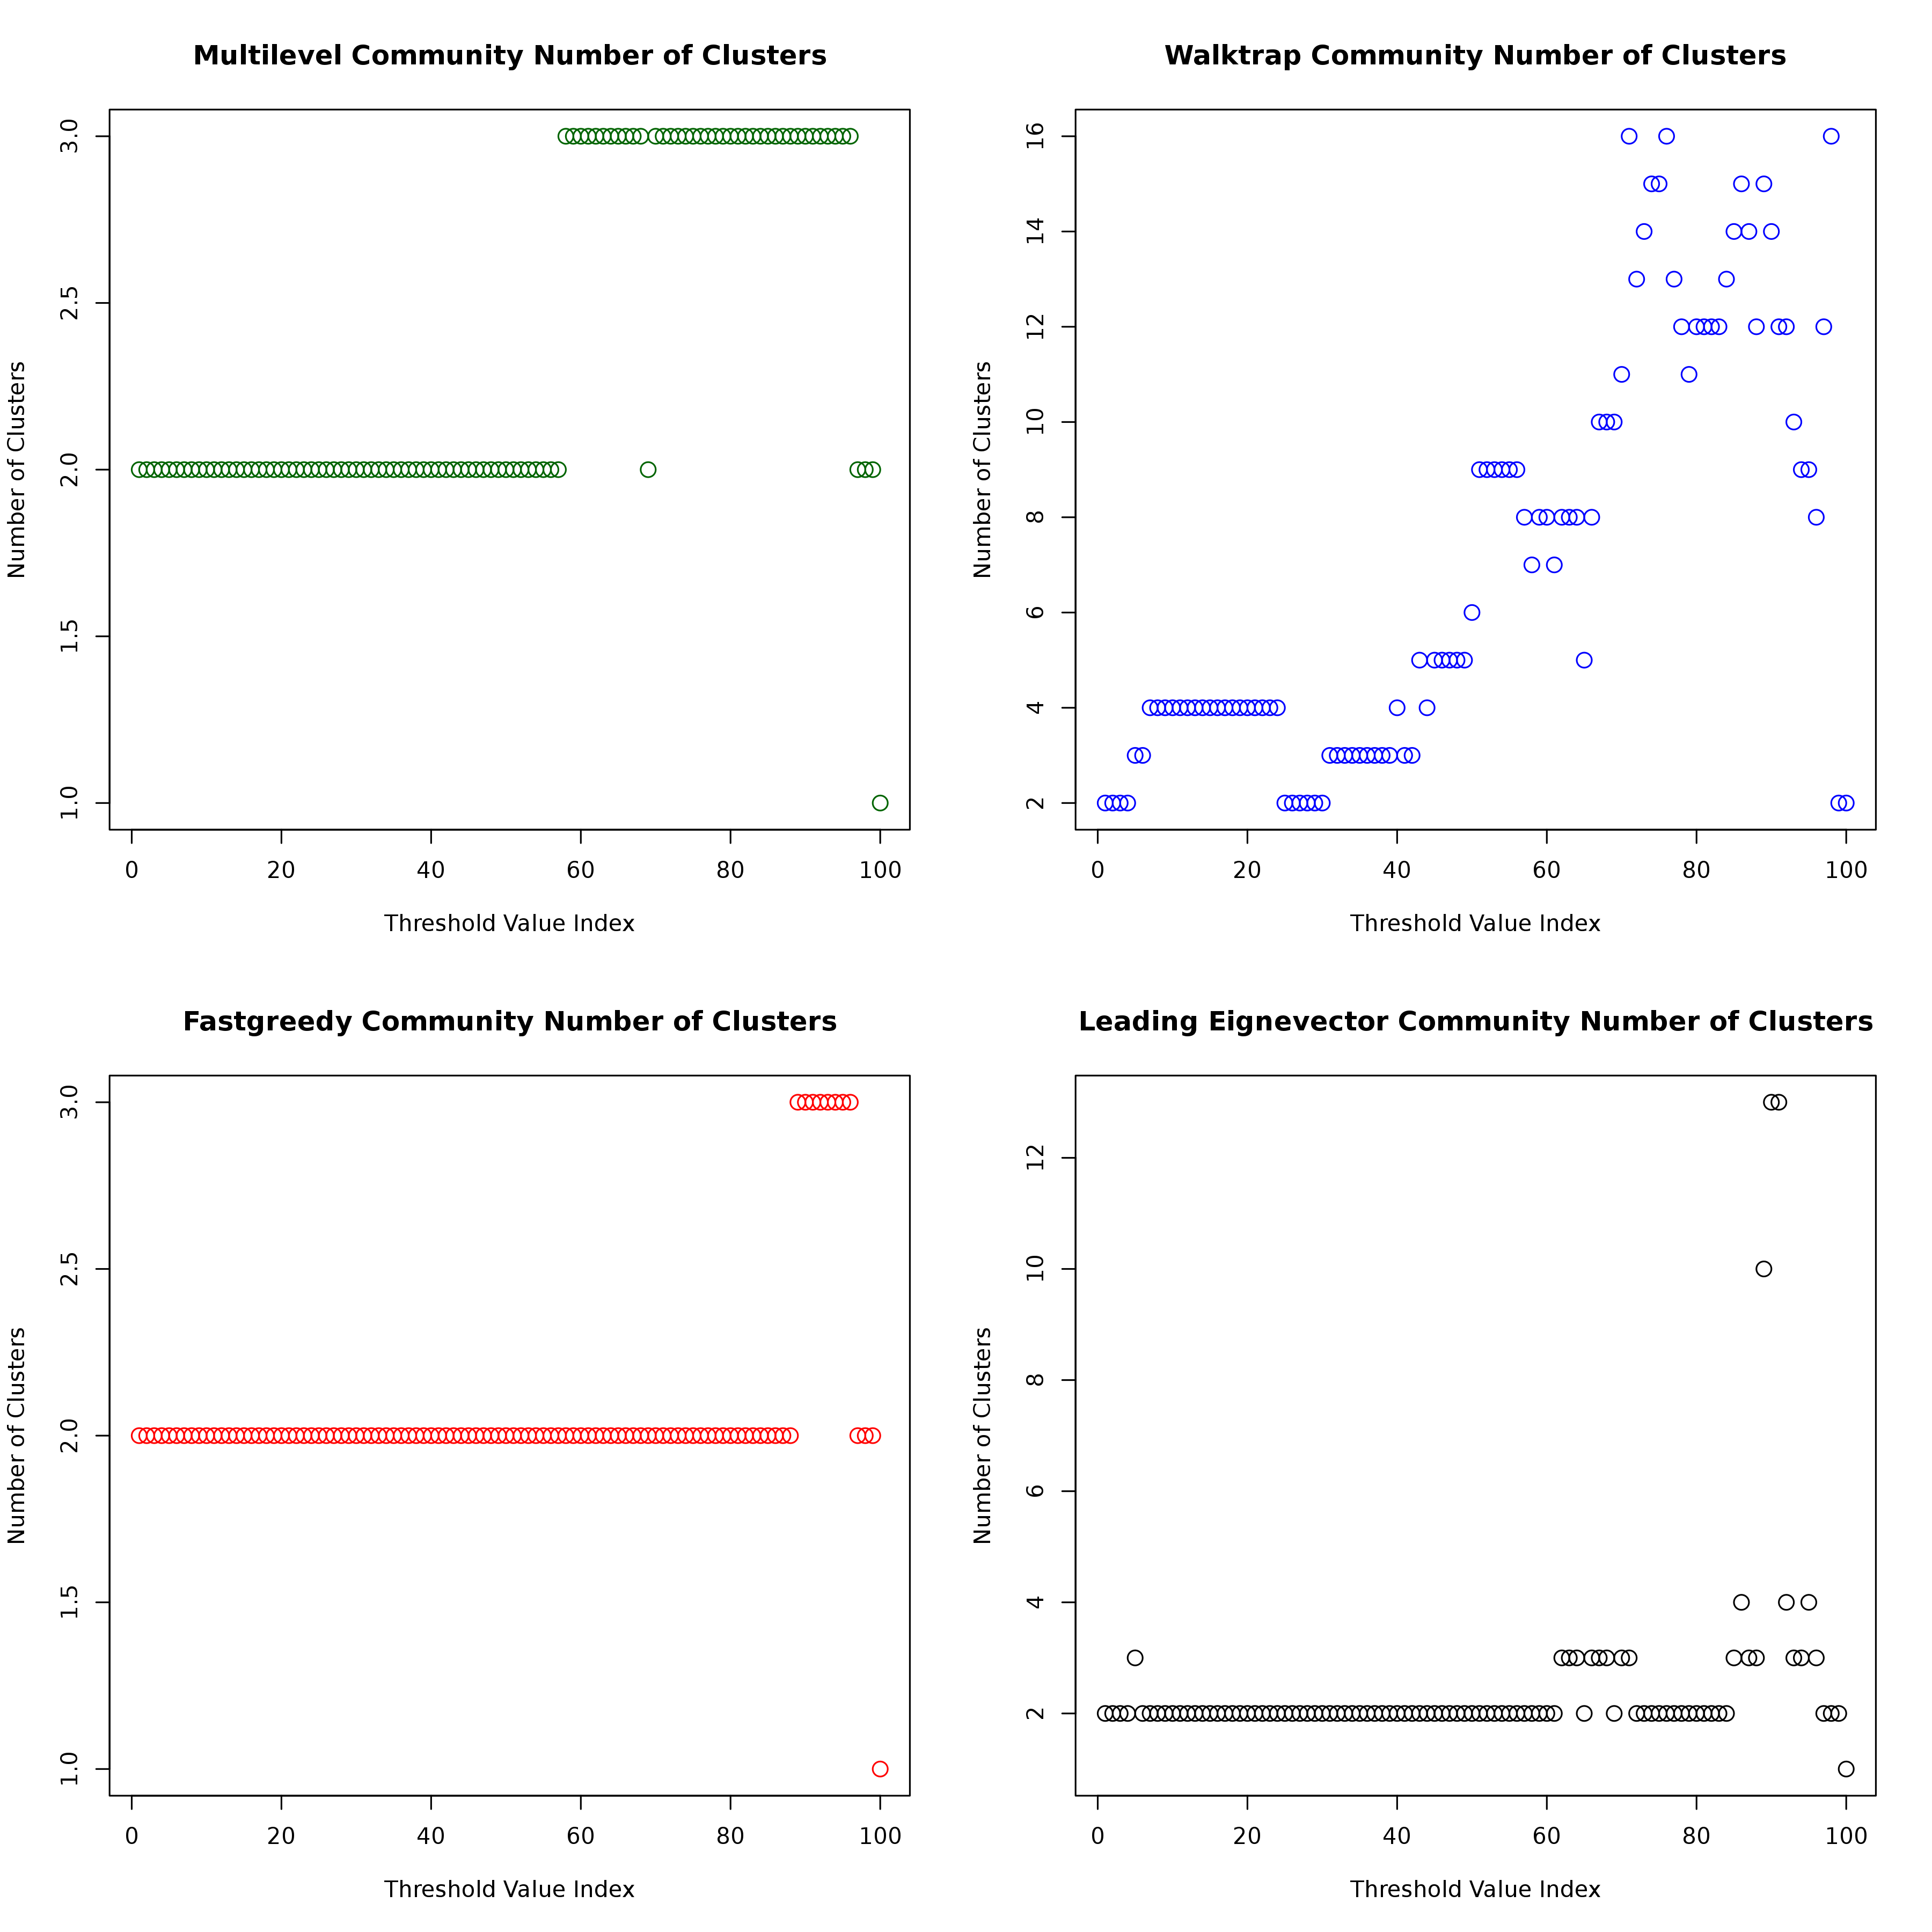 Multilevel Community Number of Clusters
Number of Clusters
3.0
2.5
2.0
1.5
1.0
0 20 40 60 80 100
Threshold Value Index
Walktrap Community Number of Clusters
Number of Clusters
16
14
12
10
8
6
4
2
0 20 40 60 80 100
Threshold Value Index
Fastgreedy Community Number of Clusters
Number of Clusters
3.0
2.5
2.0
1.5
1.0
0 20 40 60 80 100
Threshold Value Index
Leading Eignevector Community Number of Clusters
Number of Clusters
12
10
8
6
4
2
0 20 40 60 80 100
Threshold Value Index